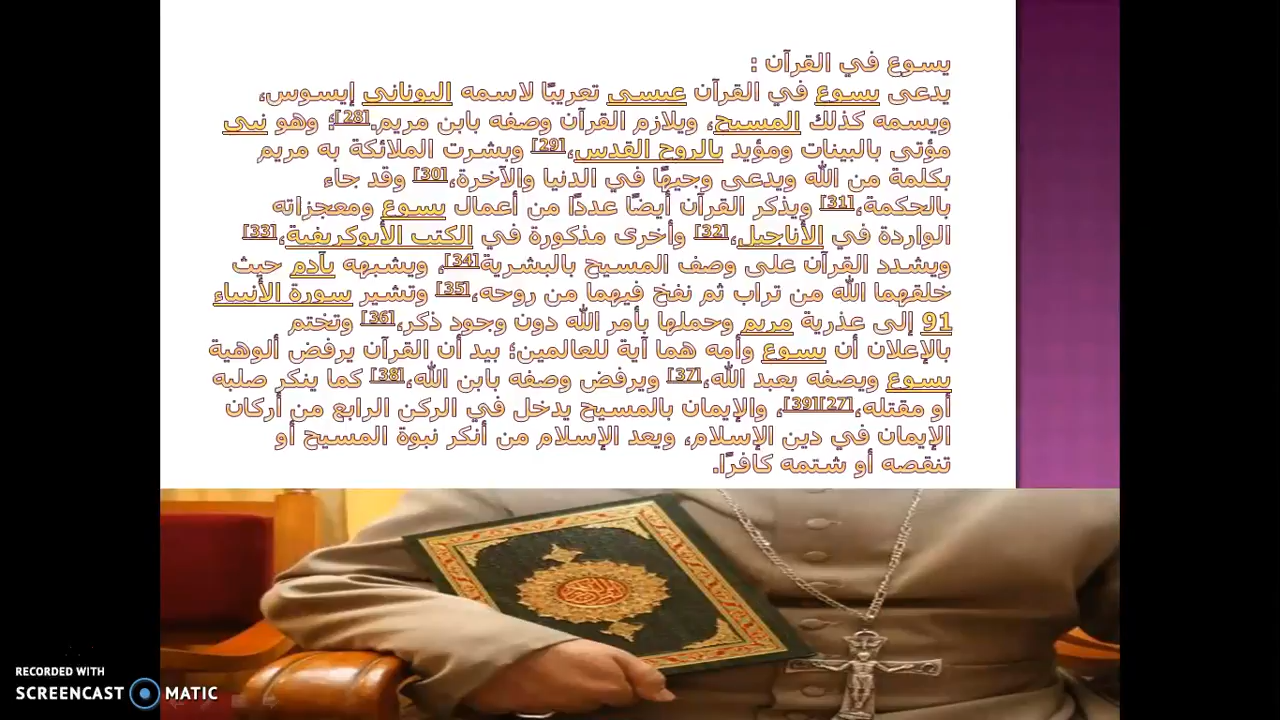 يسوع في القرآن :
يدعى يسوع في القرآن عيسى تعريبًا لاسمه اليوناني إيسوس،
ويسمه كذلك المسيح، ويلازم القرآن وصفه بابن مريم.[28]؛ وهو نبي
مؤتى بالبينات ومؤيد بالروح القدس،[29] وبشرت الملائكة به مريم
بكلمة من الله ويدعى وجيهًا في الدنيا والآخرة،[30] وقد جاء
بالحكمة،[31] ويذكر القرآن أيضًا عددًا من أعمال يسوع ومعجزاته
الواردة في الأناجيل،[32] وأخرى مذكورة في الكتب الأبوكريفية،[33]
ويشدد القرآن على وصف المسيح بالبشرية[34]، ويشبهه بآدم حيث
خلقهما الله من تراب ثم نفخ فيهما من روحه،[35] وتشير سورة الأنبياء
91 إلى عذرية مريم وحملها بأمر الله دون وجود ذكر،[36] وتختم
بالإعلان أن يسوع وأمه هما آية للعالمين؛ بيد أن القرآن يرفض ألوهية
يسوع ويصفه بعبد الله،[37] ويرفض وصفه بابن الله،[38] كما ينكر صلبه
أو مقتله،[27][39]، والإيمان بالمسيح يدخل في الركن الرابع من أركان
الإيمان في دين الإسلام، ويعد الإسلام من أنكر نبوة المسيح أو
تنقصه أو شتمه كافرًا.
RECORDED WITH
SCREENCAST MATIC